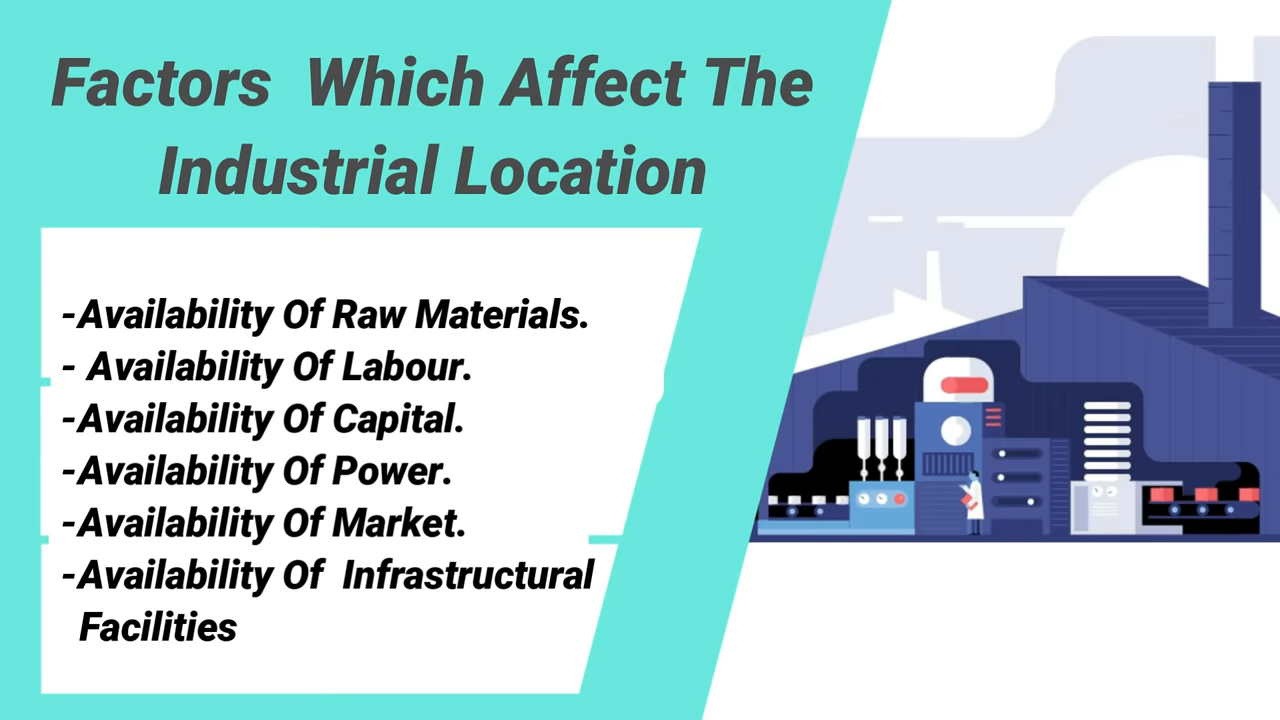 Factors Which Affect The
Industrial Location
-Availability Of Raw Materials.
- Availability Of Labour.
-Availability Of Capital.
-Availability Of Power.
-Availability Of Market.
-Availability Of Infrastructural
Facilities